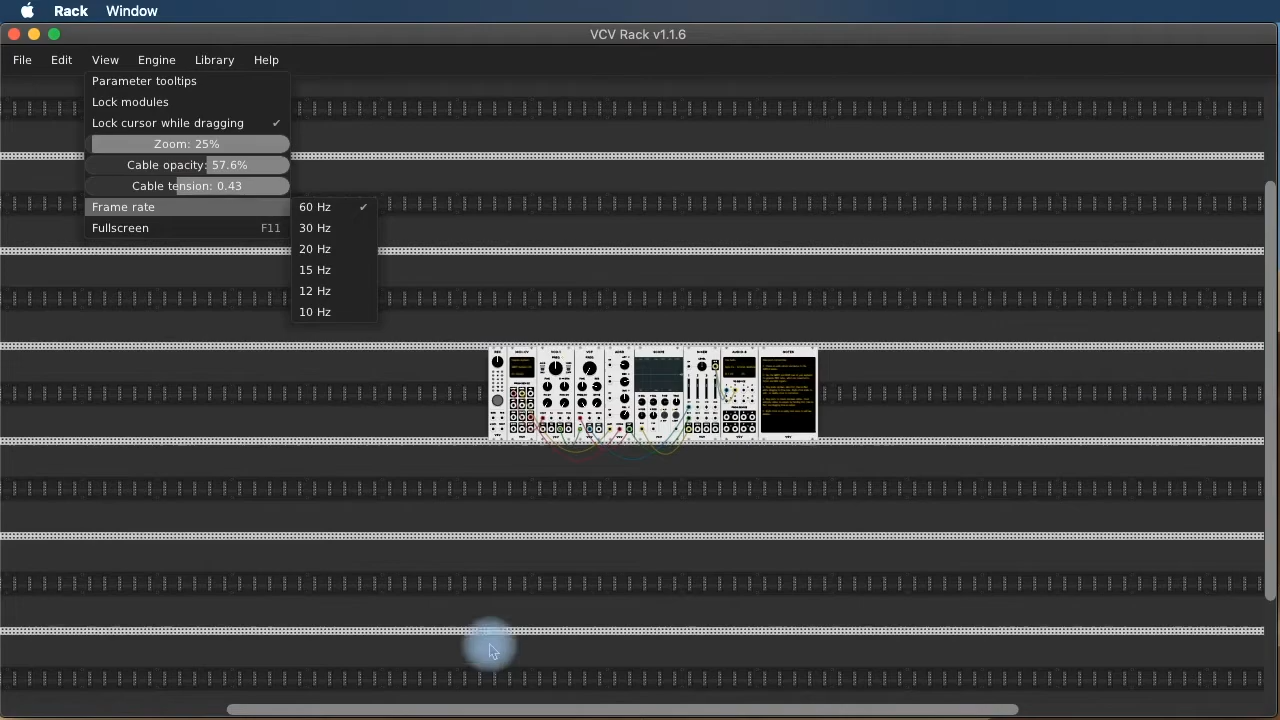 Rack Window
VCV Rack v1.1.6
File Edit View Engine Library Help
Parameter tooltips
Lock modules
Lock cursor while dragging ✔
Zoom: 25%
Cable opacity: 57.6%
Cable tension: 0.43
Frame rate
Fullscreen F11
60 Hz ✔
30 Hz
20 Hz
15 Hz
12 Hz
10 Hz